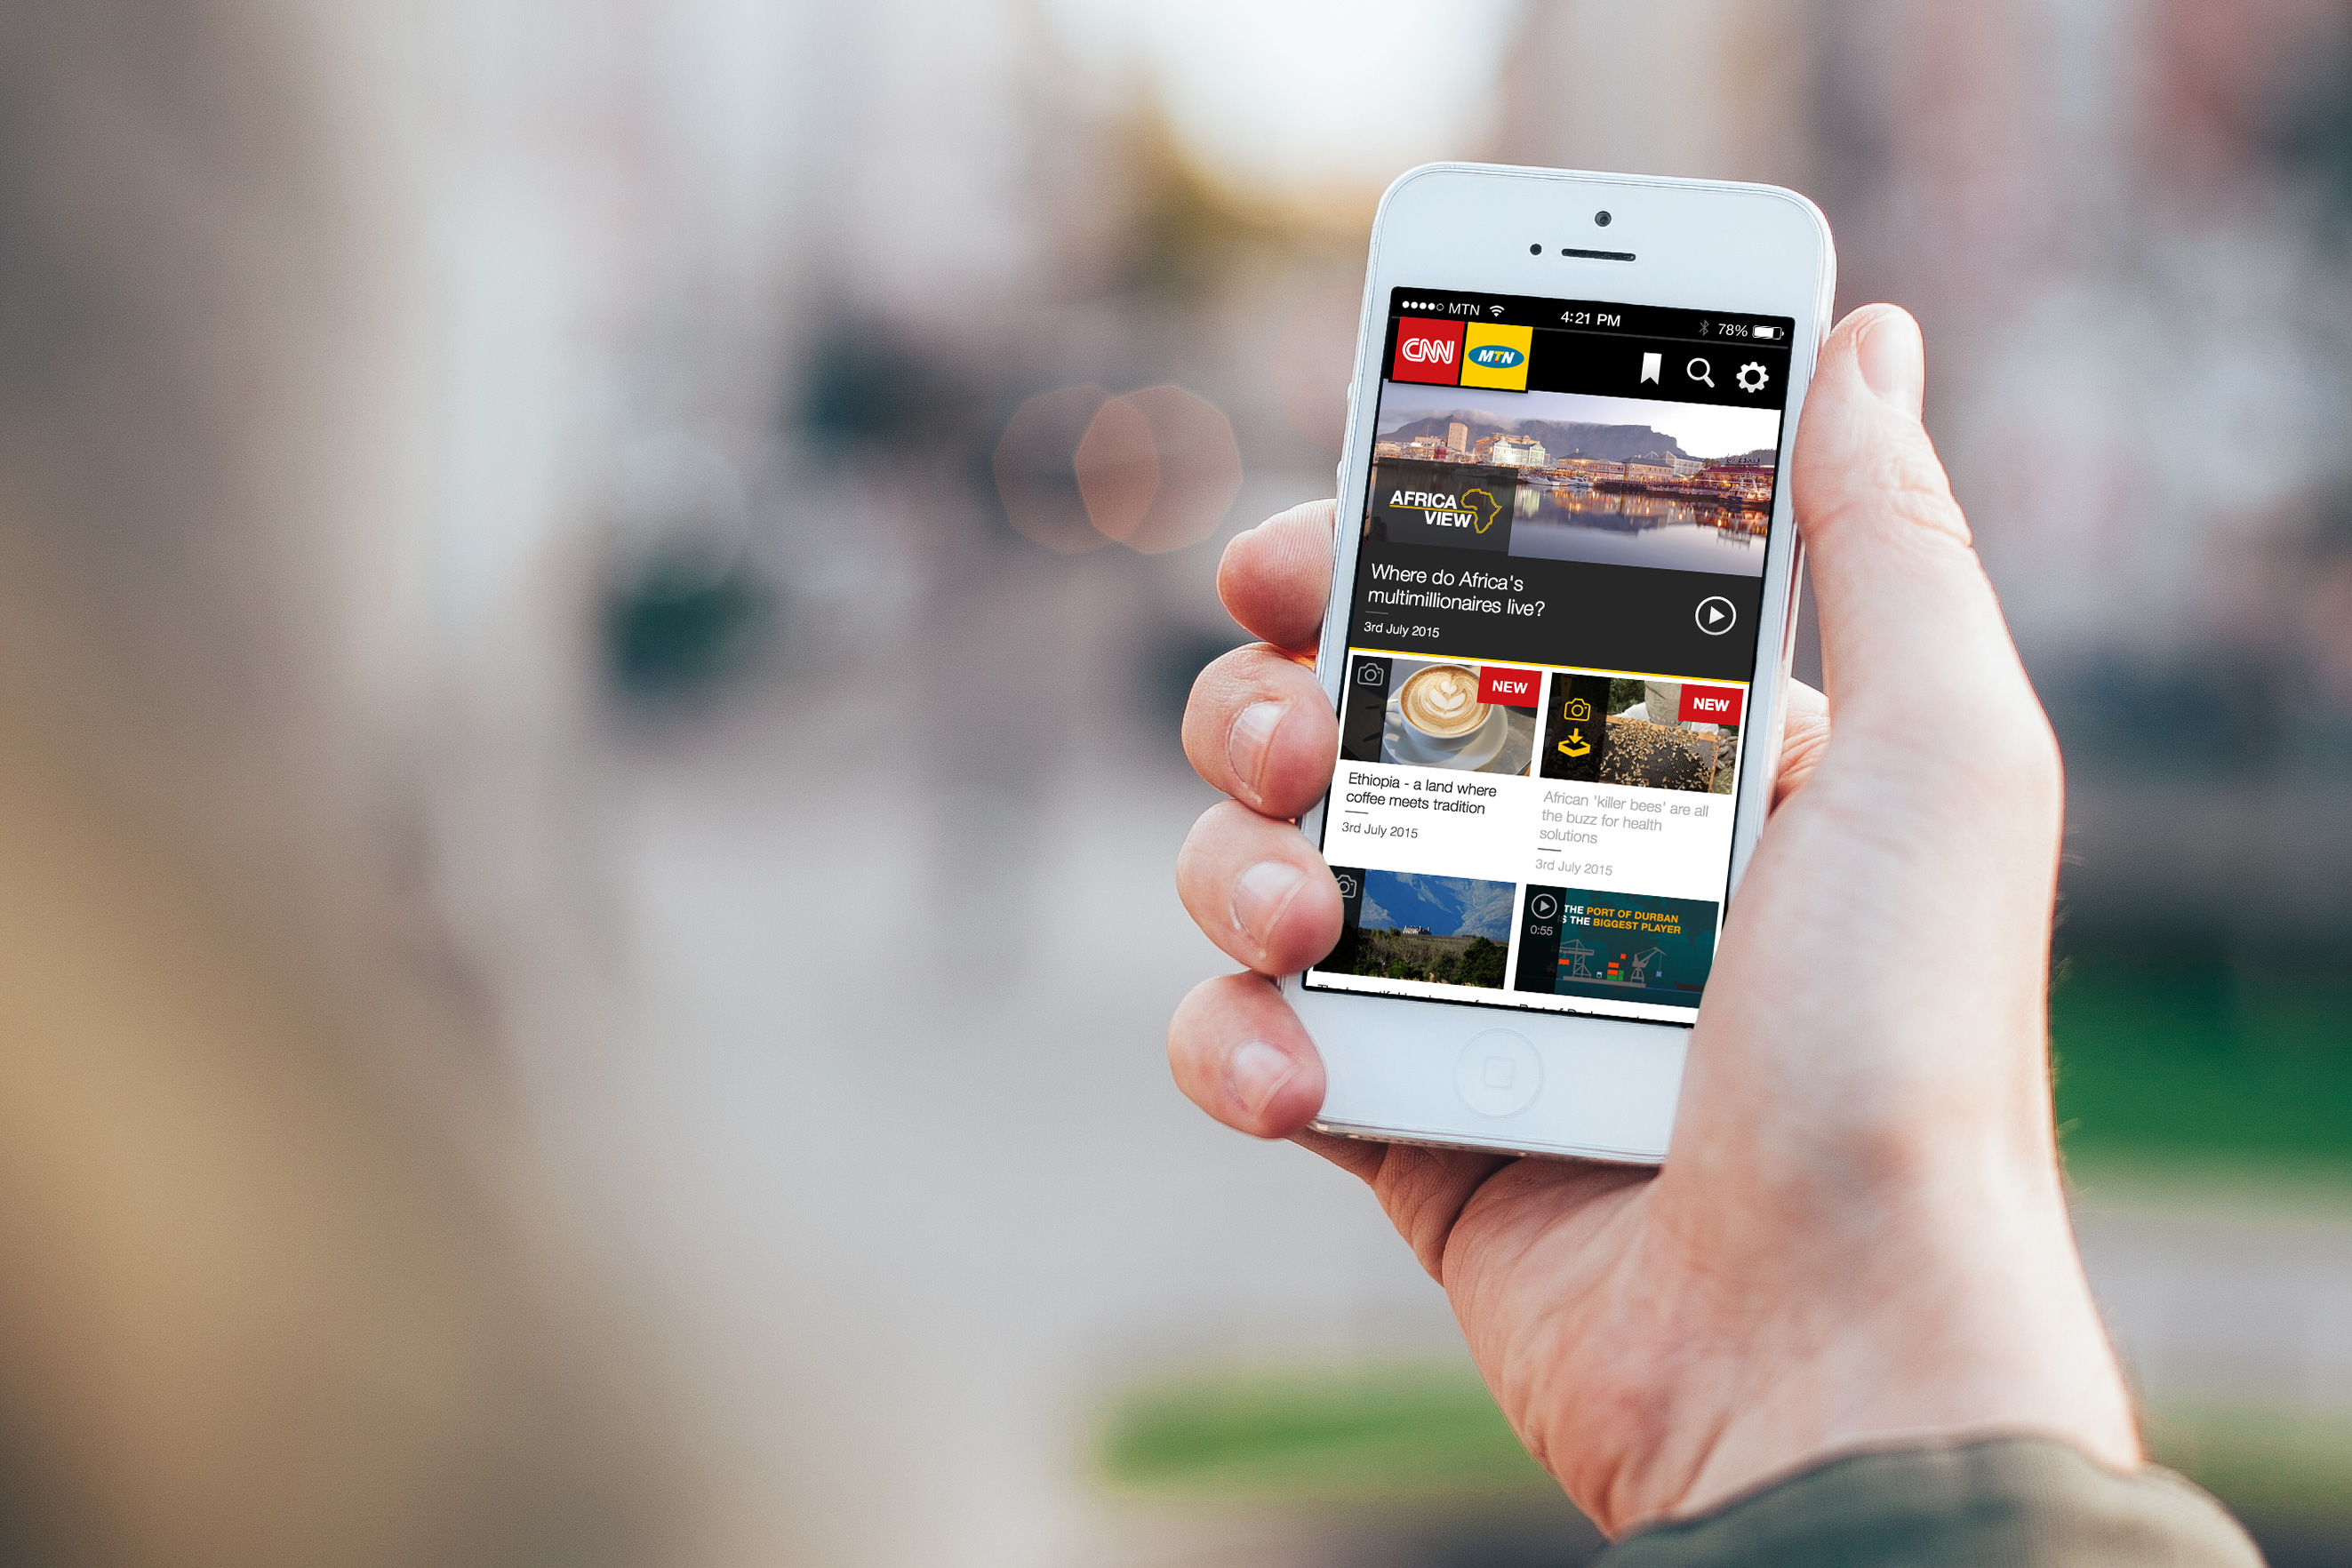 MTN
4:21 PM
78%
CNN
MTN
AFRICA
VIEW
Where do Africa's
multimillionaires live?
3rd July 2015
NEW
Ethiopia - a land where
coffee meets tradition
3rd July 2015
NEW
African 'killer bees' are all
the buzz for health
solutions
3rd July 2015
0:55
THE PORT OF DURBAN
IS THE BIGGEST PLAYER